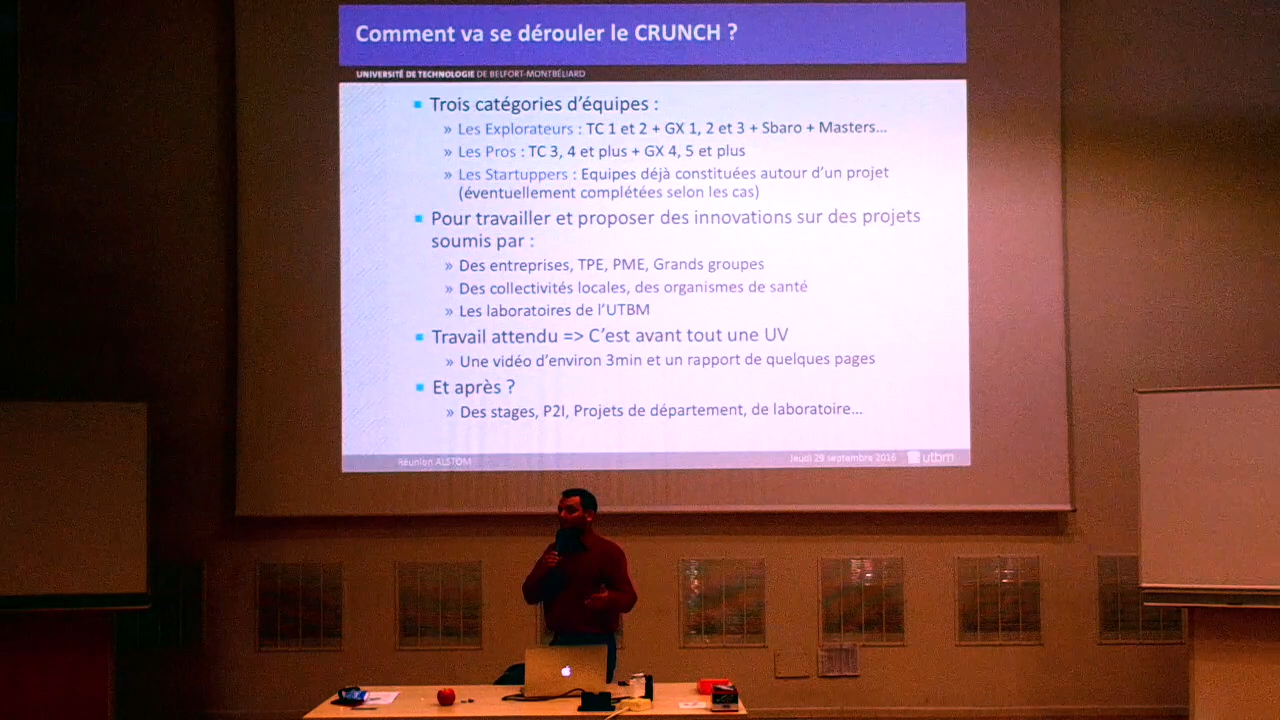 Comment va se dérouler le CRUNCH ?
UNIVERSITÉ DE TECHNOLOGIE DE BELFORT-MONTBÉLIARD
Trois catégories d'équipes :
» Les Explorateurs : TC 1 et 2 + GX 1, 2 et 3 + Sbaro + Masters...
» Les Pros : TC 3, 4 et plus + GX 4, 5 et plus
» Les Startuppers : Equipes déjà constituées autour d'un projet
(éventuellement complétées selon les cas)
Pour travailler et proposer des innovations sur des projets
soumis par :
» Des entreprises, TPE, PME, Grands groupes
» Des collectivités locales, des organismes de santé
» Les laboratoires de l'UTBM
Travail attendu => C'est avant tout une UV
» Une vidéo d'environ 3min et un rapport de quelques pages
Et après ?
» Des stages, P2I, Projets de département, de laboratoire...
Réunion ALSTOM
Jeudi 29 septembre 2016
utbm